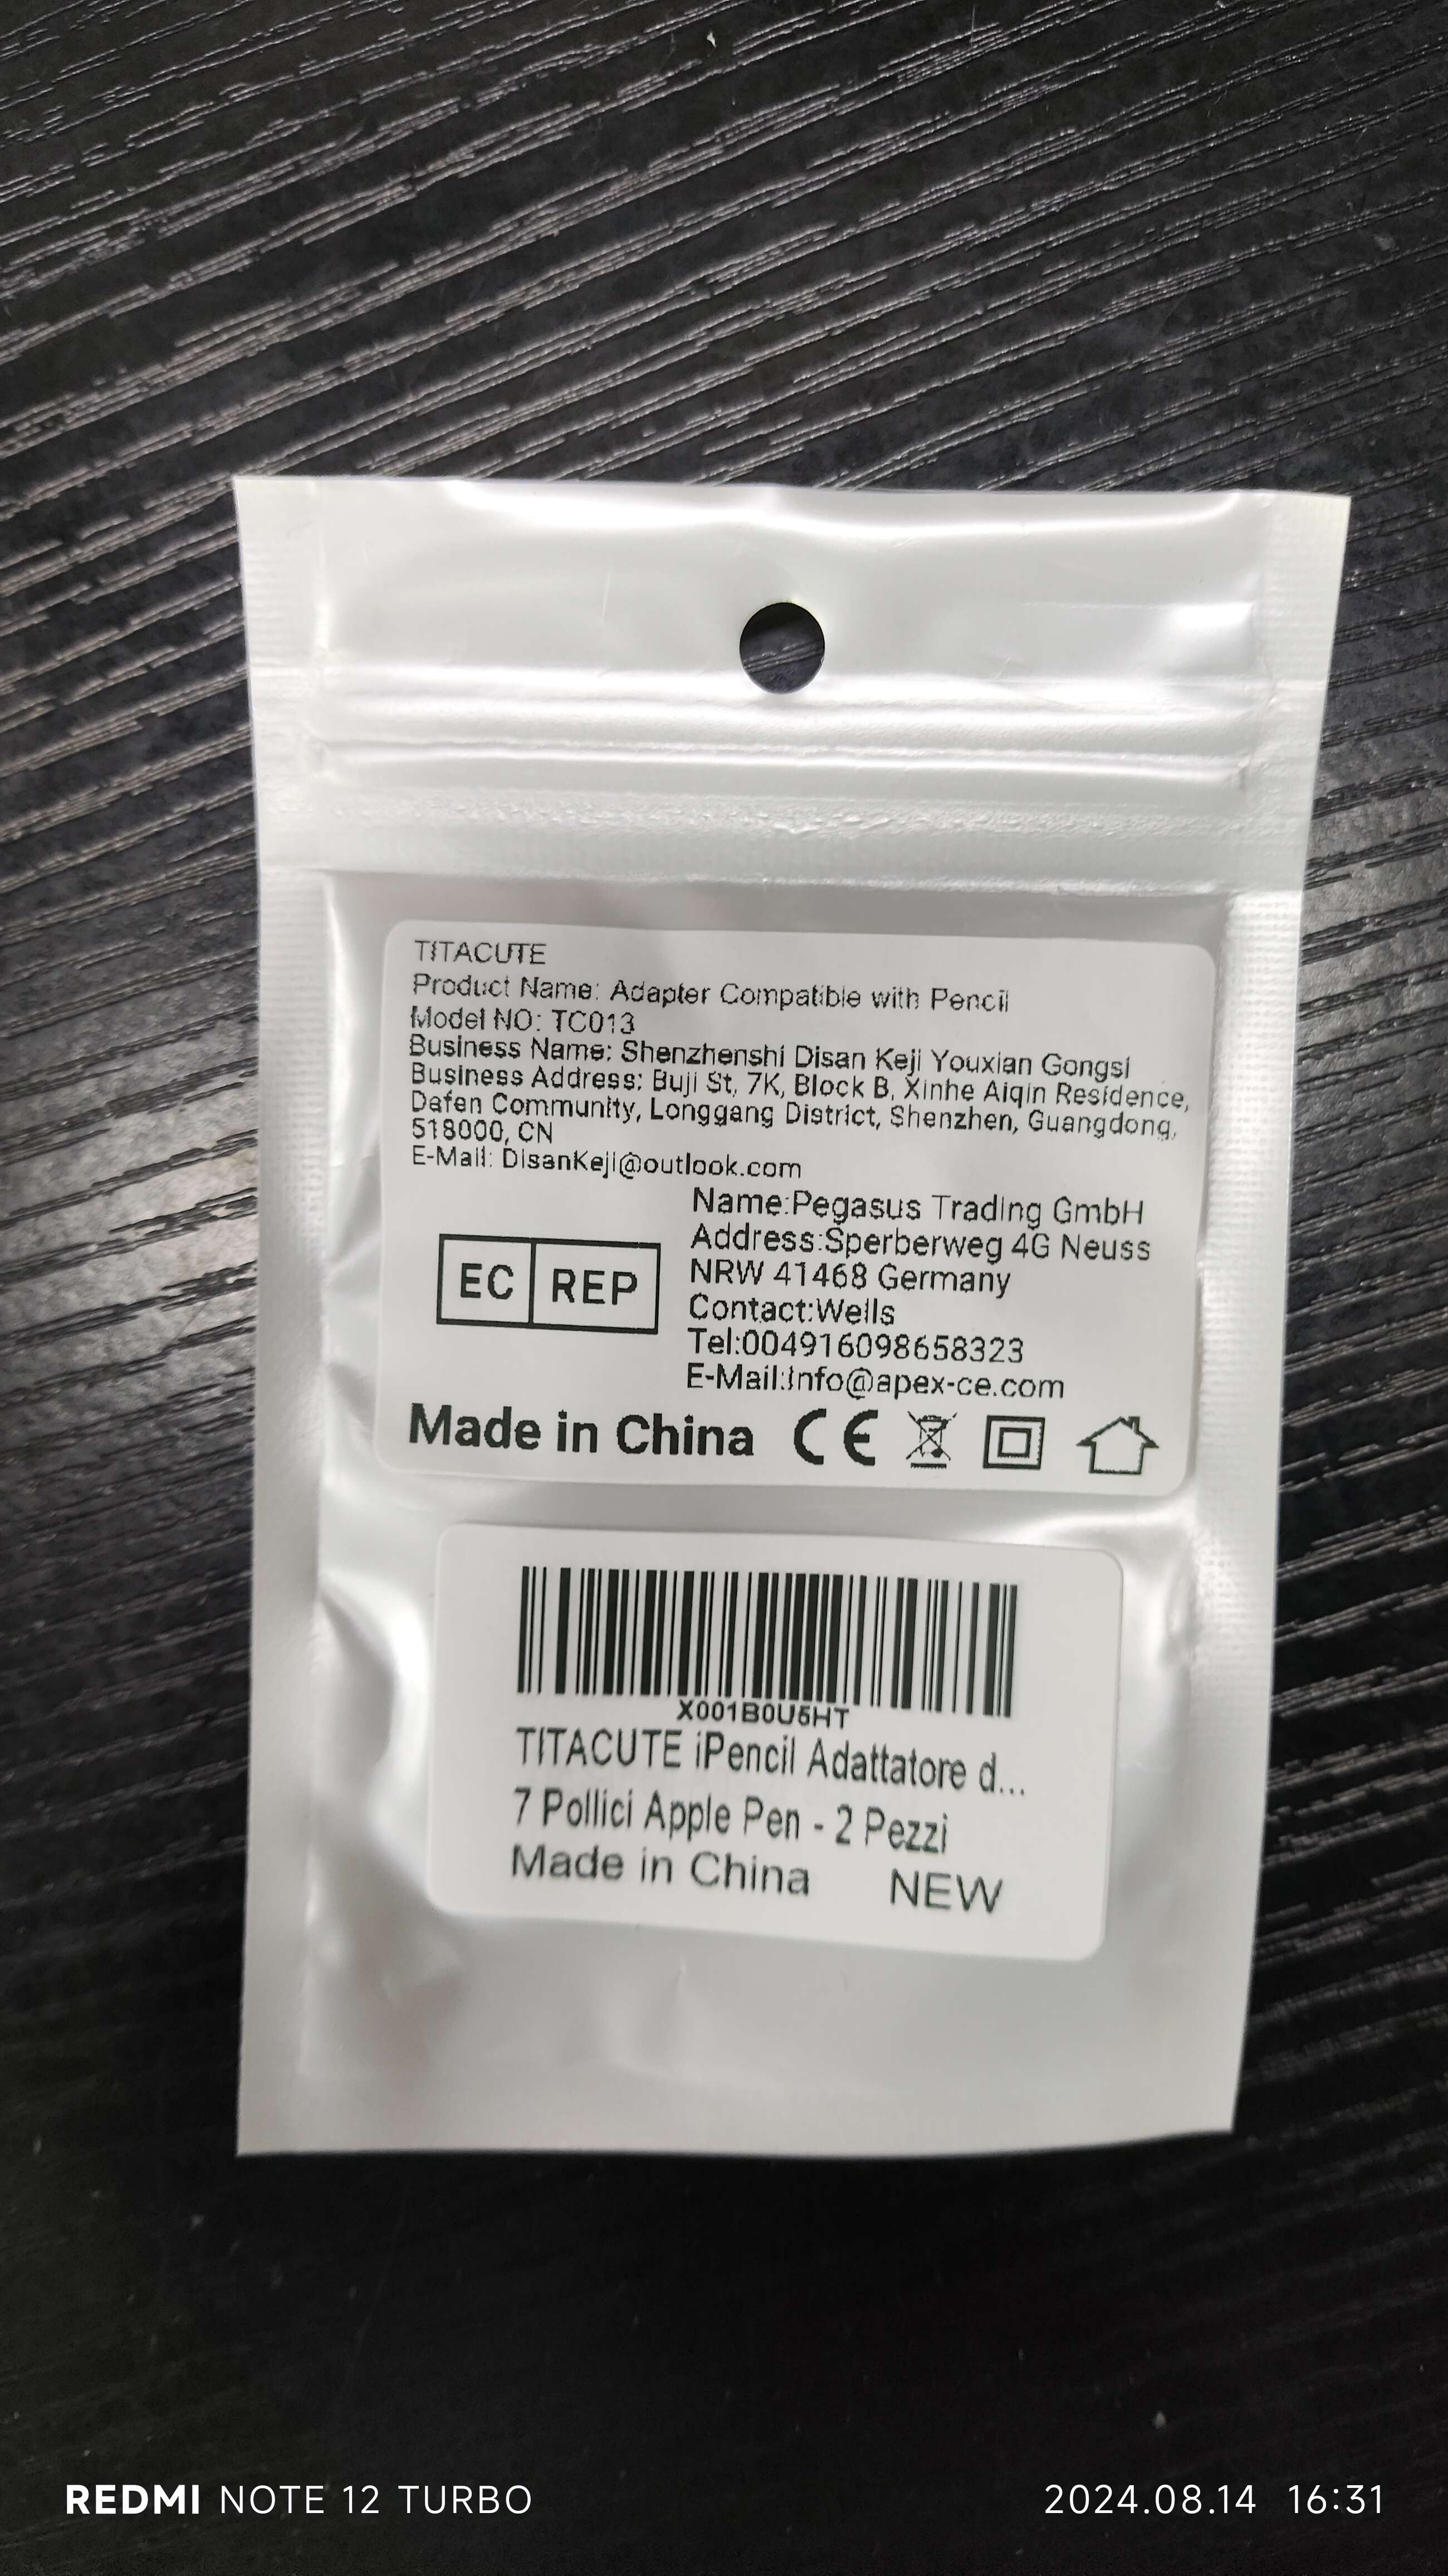 TITACUTE
Product Name: Adapter Compatible with Pencil
Model NO: TC013
Business Name: Shenzhenshi Disan Keji Youxian Gongsi
Business Address: Buji St, 7K, Block B, Xinhe Aiqin Residence,
Dafen Community, Longgang District, Shenzhen, Guangdong,
518000, CN
E-Mail: DisanKeji@outlook.com
Name:Pegasus Trading GmbH
Address:Sperberweg 4G Neuss
NRW 41468 Germany
Contact:Wells
Tel:004916098658323
E-Mail:Info@apex-ce.com
EC REP
Made in China CE
X001B0U5HT
TITACUTE iPencil Adattatore d...
7 Pollici Apple Pen - 2 Pezzi
Made in China NEW
REDMI NOTE 12 TURBO
2024.08.14 16:31